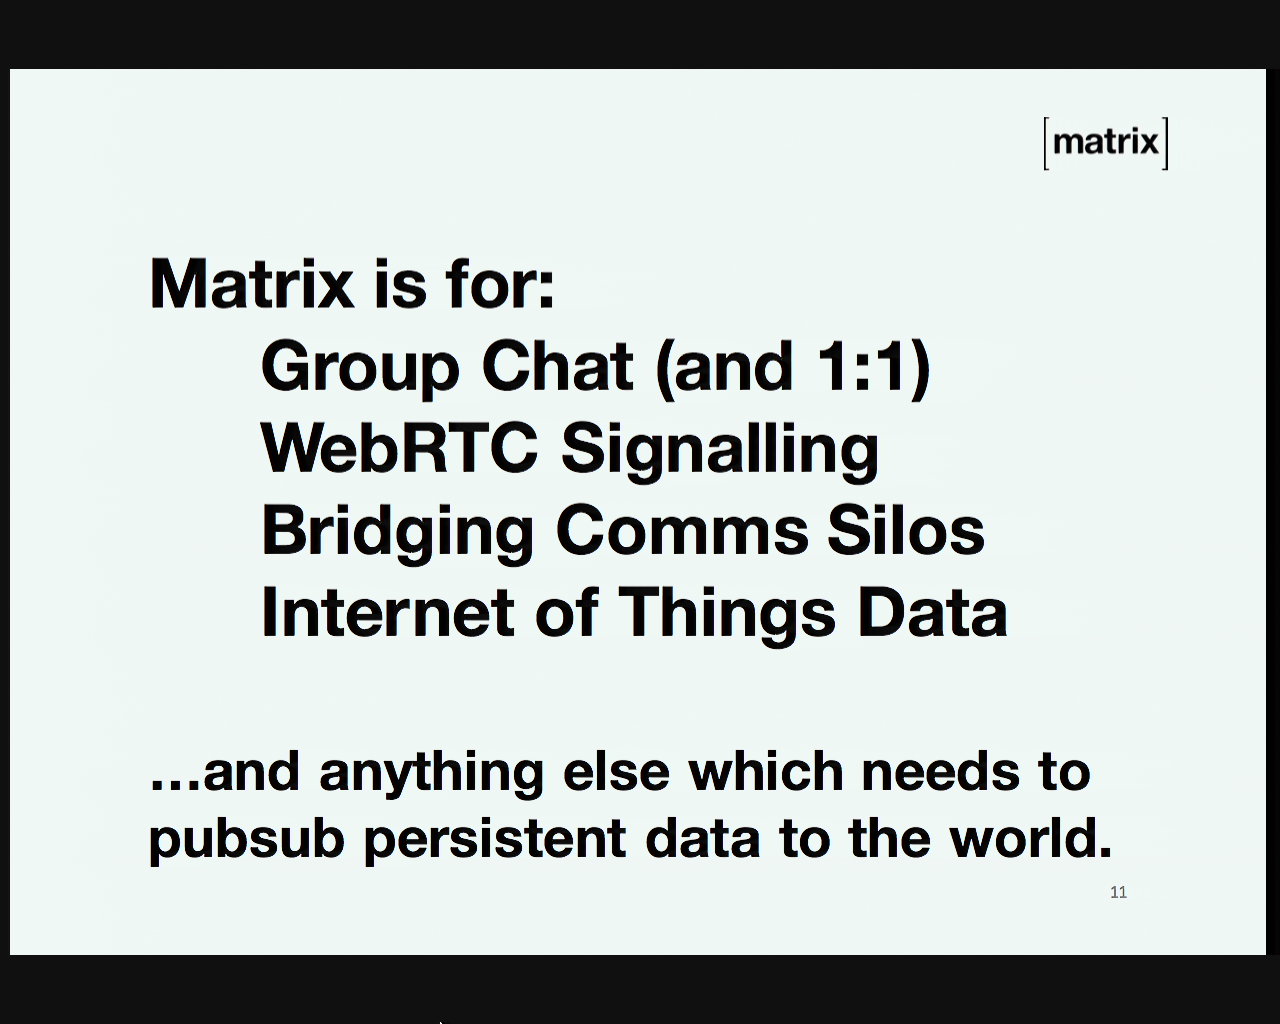 [matrix]
Matrix is for:
Group Chat (and 1:1)
WebRTC Signalling
Bridging Comms Silos
Internet of Things Data
…and anything else which needs to
pubsub persistent data to the world.
11